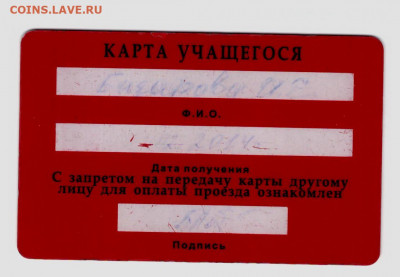 COINS.LAVE.RU
КАРТА УЧАЩЕГОСЯ
Ф.И.О.
Дата получения
С запретом на передачу карты другому
лицу для оплаты проезда ознакомлен
Подпись